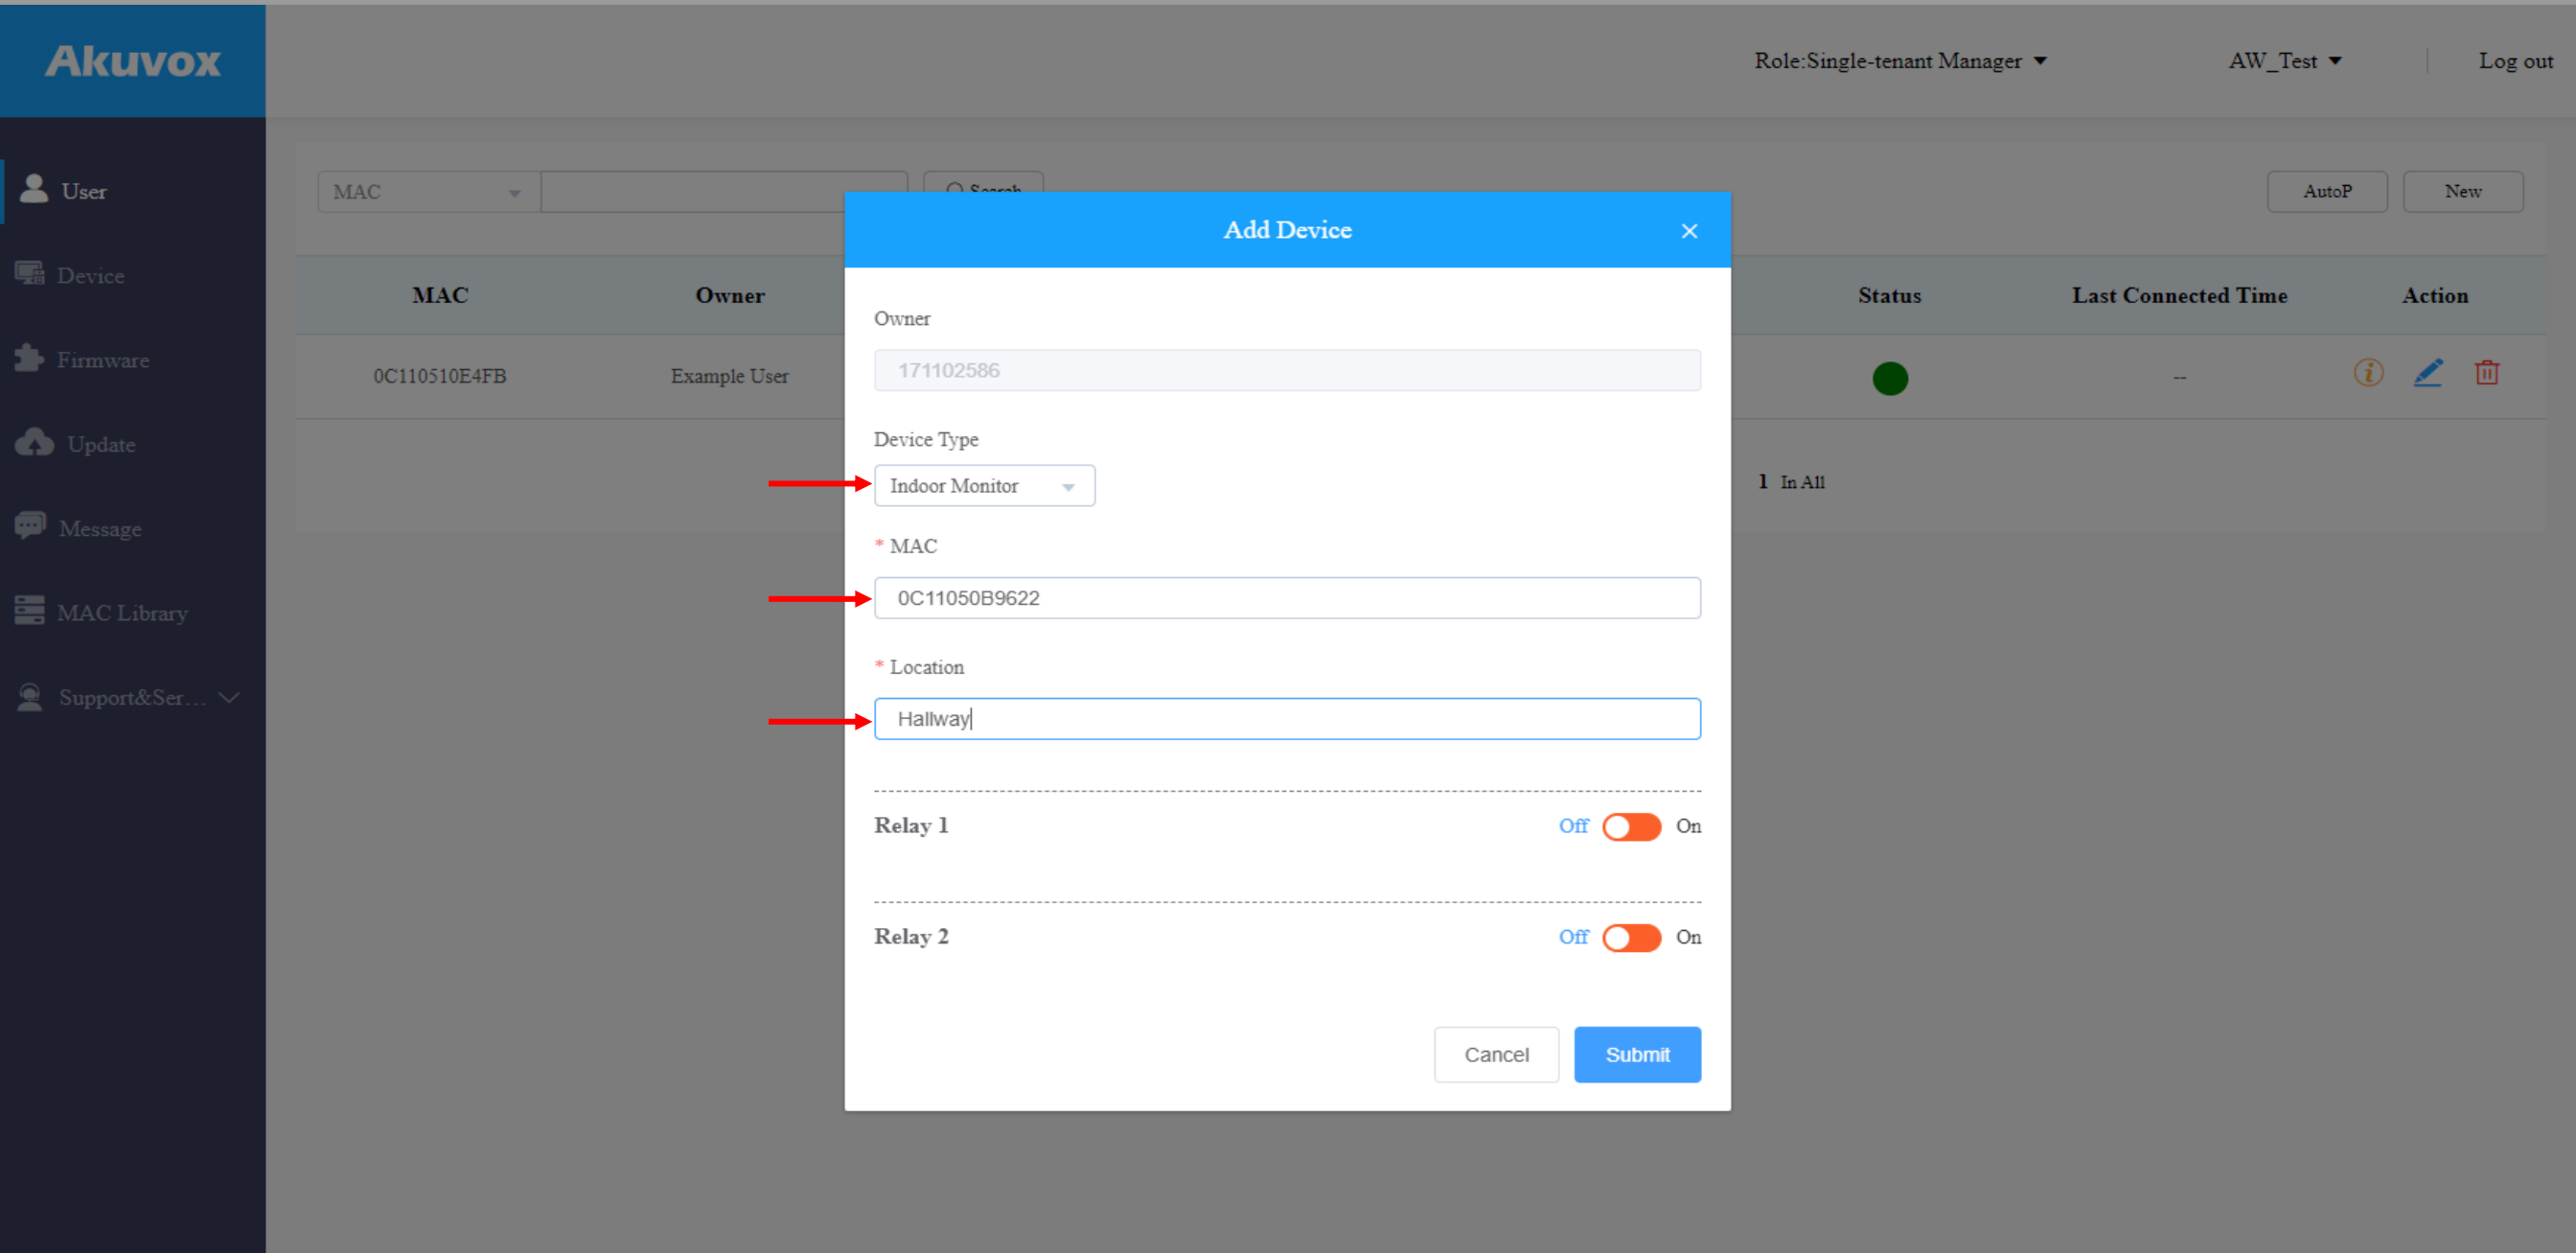 Akuvox
Role:Single-tenant Manager
AW_Test
Log out
User
Device
Firmware
Update
Message
MAC Library
Support&Ser...
MAC
Search
AutoP
New
MAC Owner Status Last Connected Time Action
0C110510E4FB Example User --
1 In All
Add Device
Owner
171102586
Device Type
Indoor Monitor
* MAC
0C11050B9622
* Location
Hallway
Relay 1 Off On
Relay 2 Off On
Cancel Submit